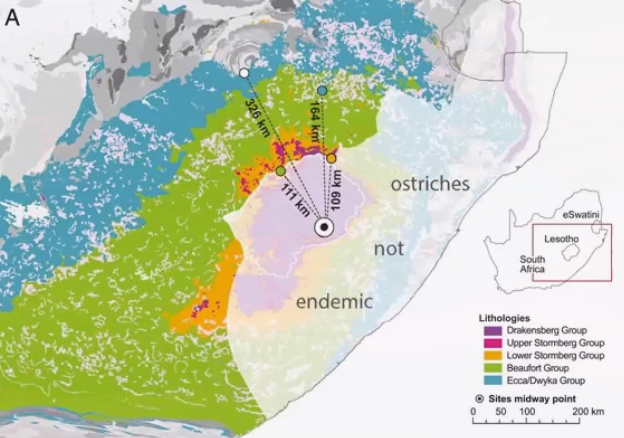 A
326 km
164 km
111 km
109 km
ostriches
not
endemic
eSwatini
Lesotho
South
Africa
Lithologies
Drakensberg Group
Upper Stormberg Group
Lower Stormberg Group
Beaufort Group
Ecca/Dwyka Group
Sites midway point
0 50 100 200 km